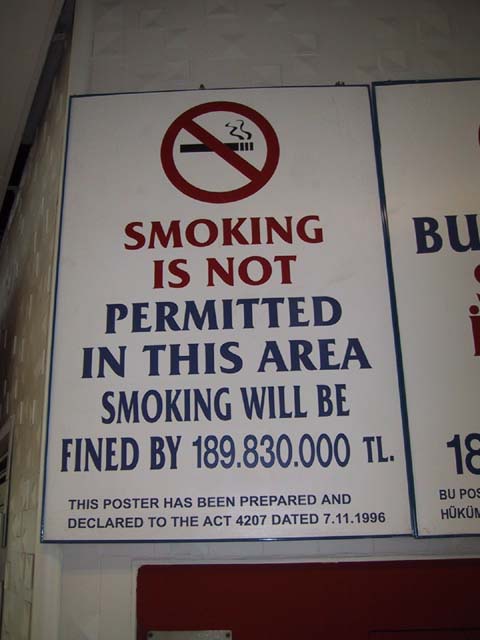 SMOKING
IS NOT
PERMITTED
IN THIS AREA
SMOKING WILL BE
FINED BY 189.830.000 TL.
THIS POSTER HAS BEEN PREPARED AND
DECLARED TO THE ACT 4207 DATED 7.11.1996
BU
18
BU POS
HÜKÜM